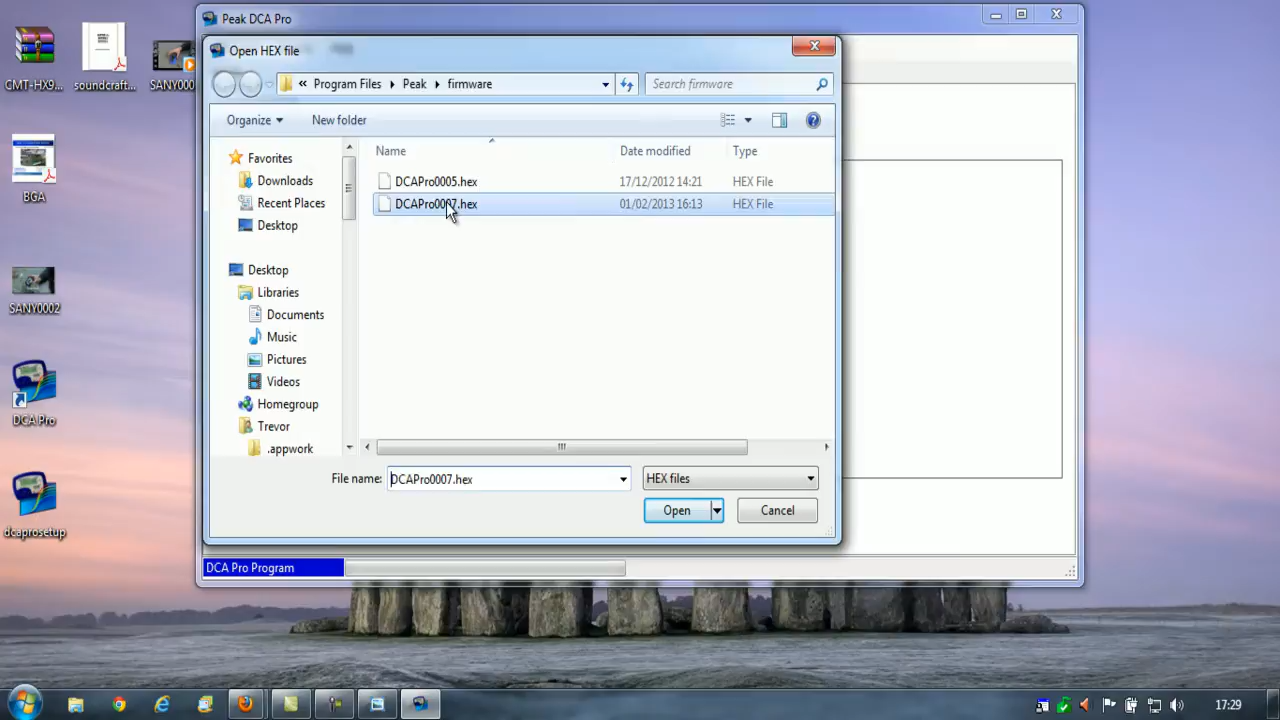 Peak DCA Pro
Open HEX file
« Program Files Peak firmware
Search firmware
Organize
New folder
Name
Date modified
Type
Favorites
Downloads
Recent Places
Desktop
Desktop
Libraries
Documents
Music
Pictures
Videos
Homegroup
Trevor
.appwork
DCAPro0005.hex 17/12/2012 14:21 HEX File
DCAPro0007.hex 01/02/2013 16:13 HEX File
File name: DCAPro0007.hex
HEX files
Open
Cancel
DCA Pro Program
CMT-HX9...
soundcraft...
SANY000
BGA
SANY0002
DCA Pro
dcaprosetup
17:29